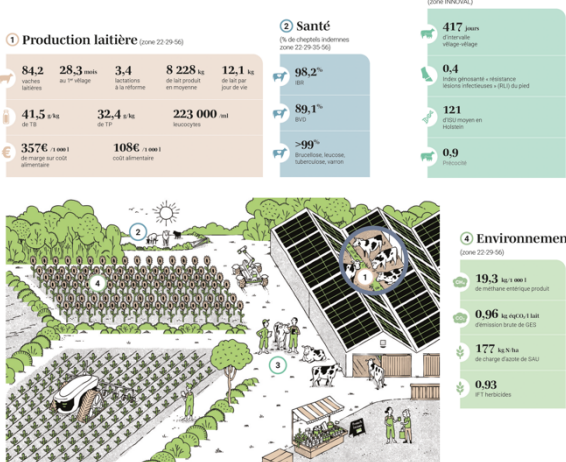 1 Production laitière (zone 22-29-56)
84,2 vaches laitières
28,3 mois au 1er vêlage
3,4 lactations à la réforme
8 228 kg de lait produit en moyenne
12,1 kg de lait par jour de vie
41,5 g/kg de TB
32,4 g/kg de TP
223 000 /ml leucocytes
357€ /1 000 l de marge sur coût alimentaire
108€ /1 000 l coût alimentaire
2 Santé
(% de cheptels indemnes
zone 22-29-35-56)
98,2%
IBR
89,1%
BVD
>99%
Brucellose, leucose,
tuberculose, varron
(zone INNOVAL)
417 jours
d'intervalle
vêlage-vêlage
0,4
Index génosanté « résistance
lésions infectieuses » (RLI) du pied
121
d'ISU moyen en
Holstein
0,9
Précocité
4 Environnemen
(zone 22-29-56)
19,3 kg/1 000 l
de méthane entérique produit
0,96 kg éqCO₂/l lait
d'émission brute de GES
177 kg N/ha
de charge d'azote de SAU
0,93
IFT herbicides
2
1
4
3